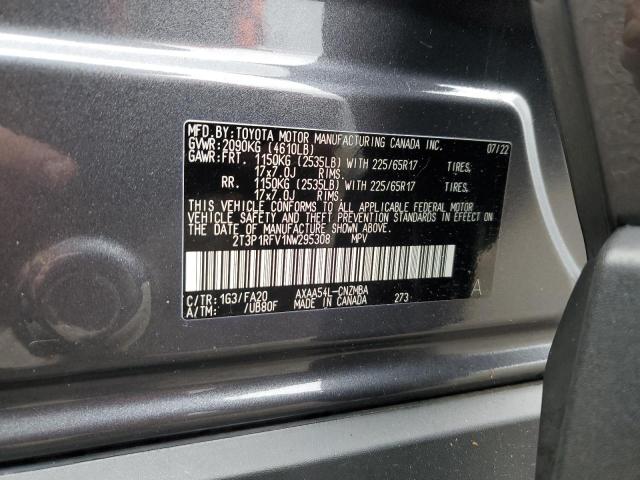 MFD.BY:TOYOTA MOTOR MANUFACTURING CANADA INC. 07/22
GVWR:2090KG (4610LB)
GAWR:FRT. 1150KG (2535LB) WITH 225/65R17 TIRES,
17x7.0J RIMS.
RR. 1150KG (2535LB) WITH 225/65R17 TIRES,
17x7.0J RIMS.
THIS VEHICLE CONFORMS TO ALL APPLICABLE FEDERAL MOTOR
VEHICLE SAFETY AND THEFT PREVENTION STANDARDS IN EFFECT ON
THE DATE OF MANUFACTURE SHOWN ABOVE.
2T3P1RFV1NW295308 MPV
C/TR:1G3/FA20 AXAA54L-CNZMBA A
A/TM: /UB80F MADE IN CANADA 273